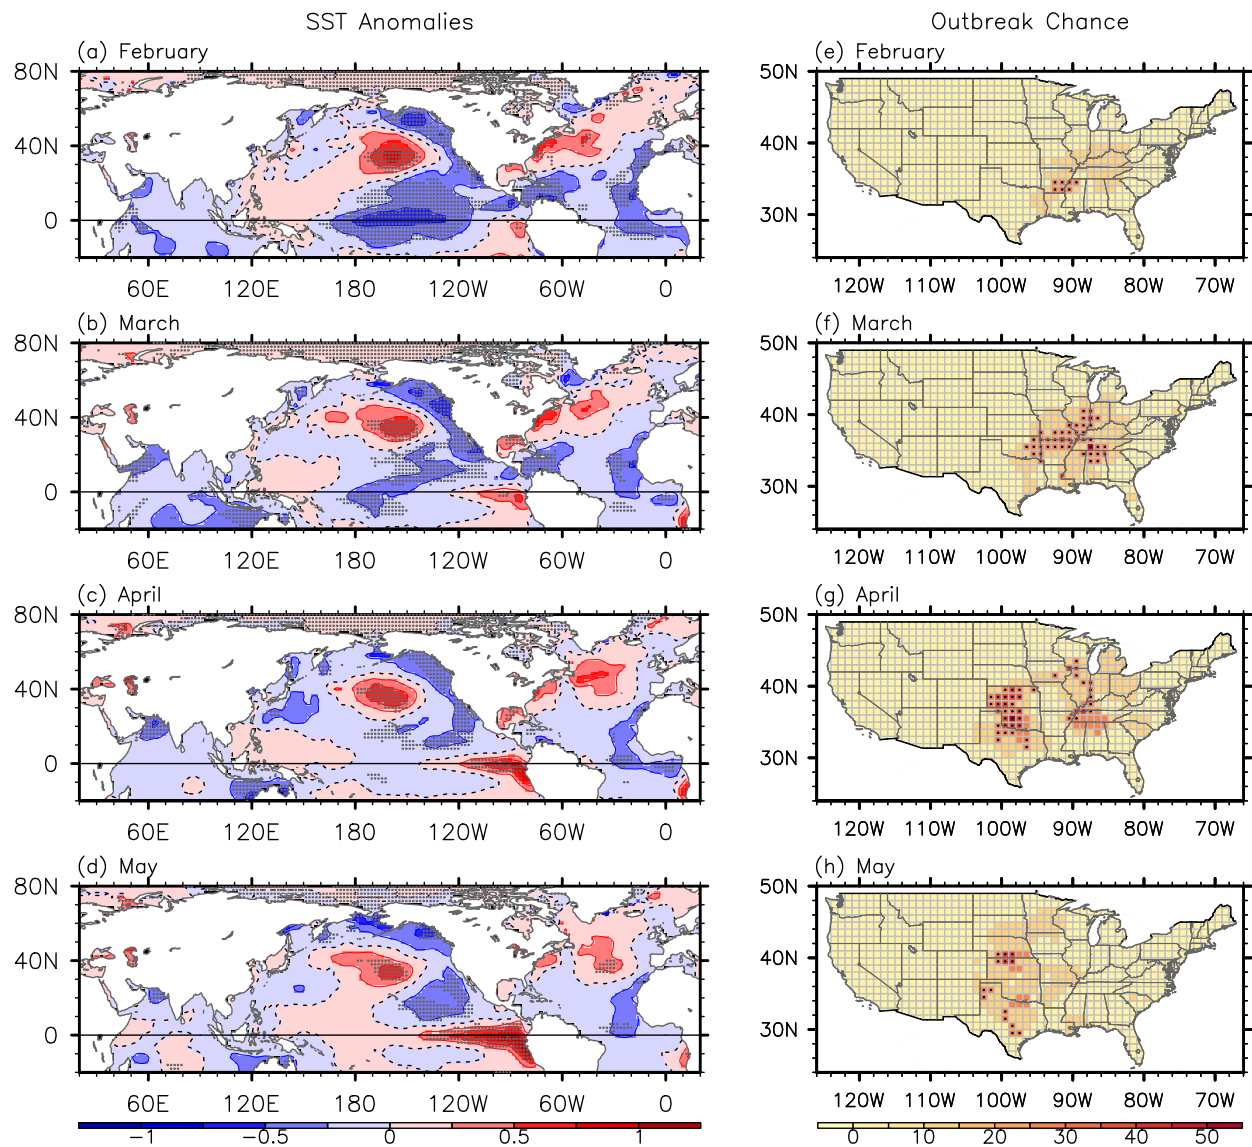 SST Anomalies
Outbreak Chance
(a) February
80N
40N
0
60E 120E 180 120W 60W 0
(e) February
50N
40N
30N
120W 110W 100W 90W 80W 70W
(b) March
80N
40N
0
60E 120E 180 120W 60W 0
(f) March
50N
40N
30N
120W 110W 100W 90W 80W 70W
(c) April
80N
40N
0
60E 120E 180 120W 60W 0
(g) April
50N
40N
30N
120W 110W 100W 90W 80W 70W
(d) May
80N
40N
0
60E 120E 180 120W 60W 0
−1 −0.5 0 0.5 1
(h) May
50N
40N
30N
120W 110W 100W 90W 80W 70W
0 10 20 30 40 50